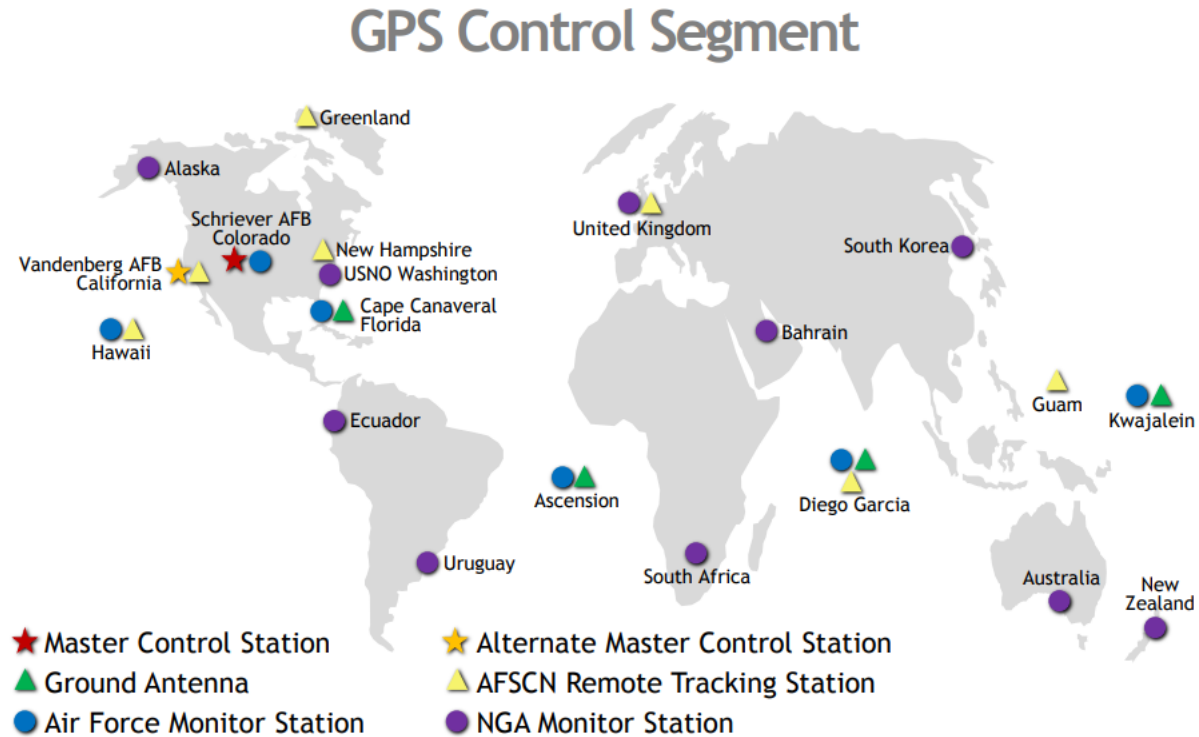 GPS Control Segment
Greenland
Alaska
Schriever AFB
Colorado
New Hampshire
USNO Washington
Vandenberg AFB
California
Cape Canaveral
Florida
Hawaii
United Kingdom
South Korea
Bahrain
Guam
Kwajalein
Ecuador
Ascension
Diego Garcia
Uruguay
South Africa
Australia
New
Zealand
Master Control Station
Alternate Master Control Station
Ground Antenna
AFSCN Remote Tracking Station
Air Force Monitor Station
NGA Monitor Station